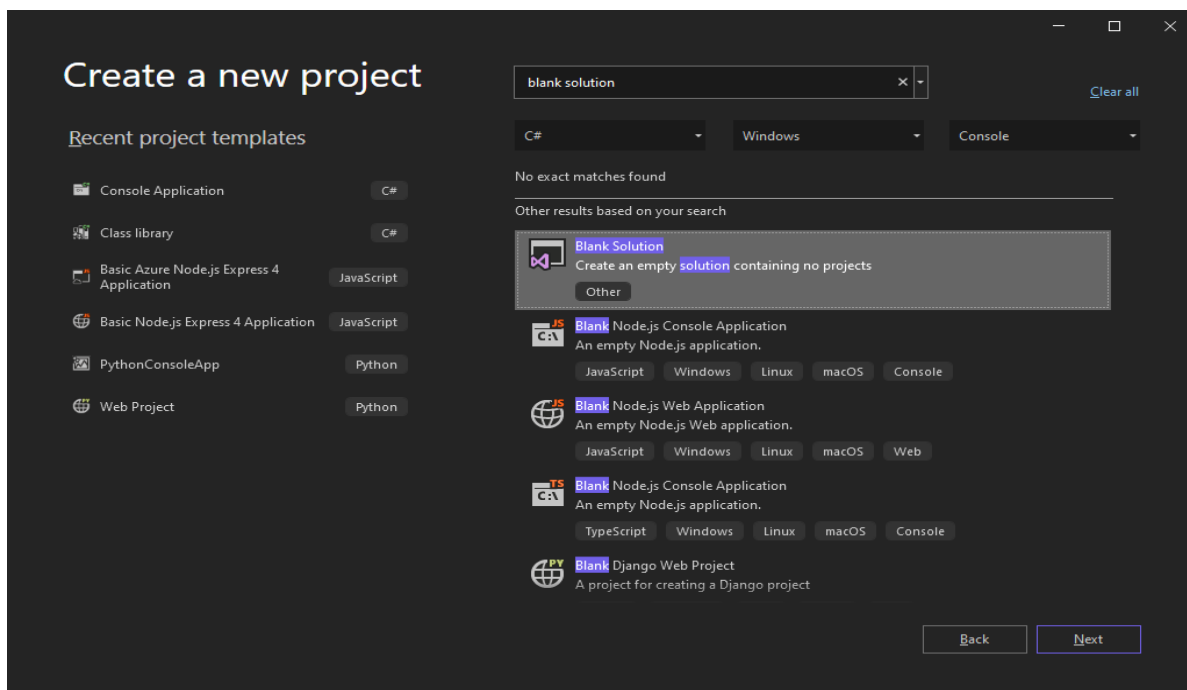 Create a new project
blank solution
Clear all
Recent project templates
C#
Windows
Console
Console Application
C#
Class library
C#
Basic Azure Node.js Express 4
Application
JavaScript
Basic Node.js Express 4 Application
JavaScript
PythonConsoleApp
Python
Web Project
Python
No exact matches found
Other results based on your search
Blank Solution
Create an empty solution containing no projects
Other
JS
C:\
Blank Node.js Console Application
An empty Node.js application.
JavaScript Windows Linux macOS Console
JS
Blank Node.js Web Application
An empty Node.js Web application.
JavaScript Windows Linux macOS Web
TS
C:\
Blank Node.js Console Application
An empty Node.js application.
TypeScript Windows Linux macOS Console
PY
Blank Django Web Project
A project for creating a Django project
Back
Next